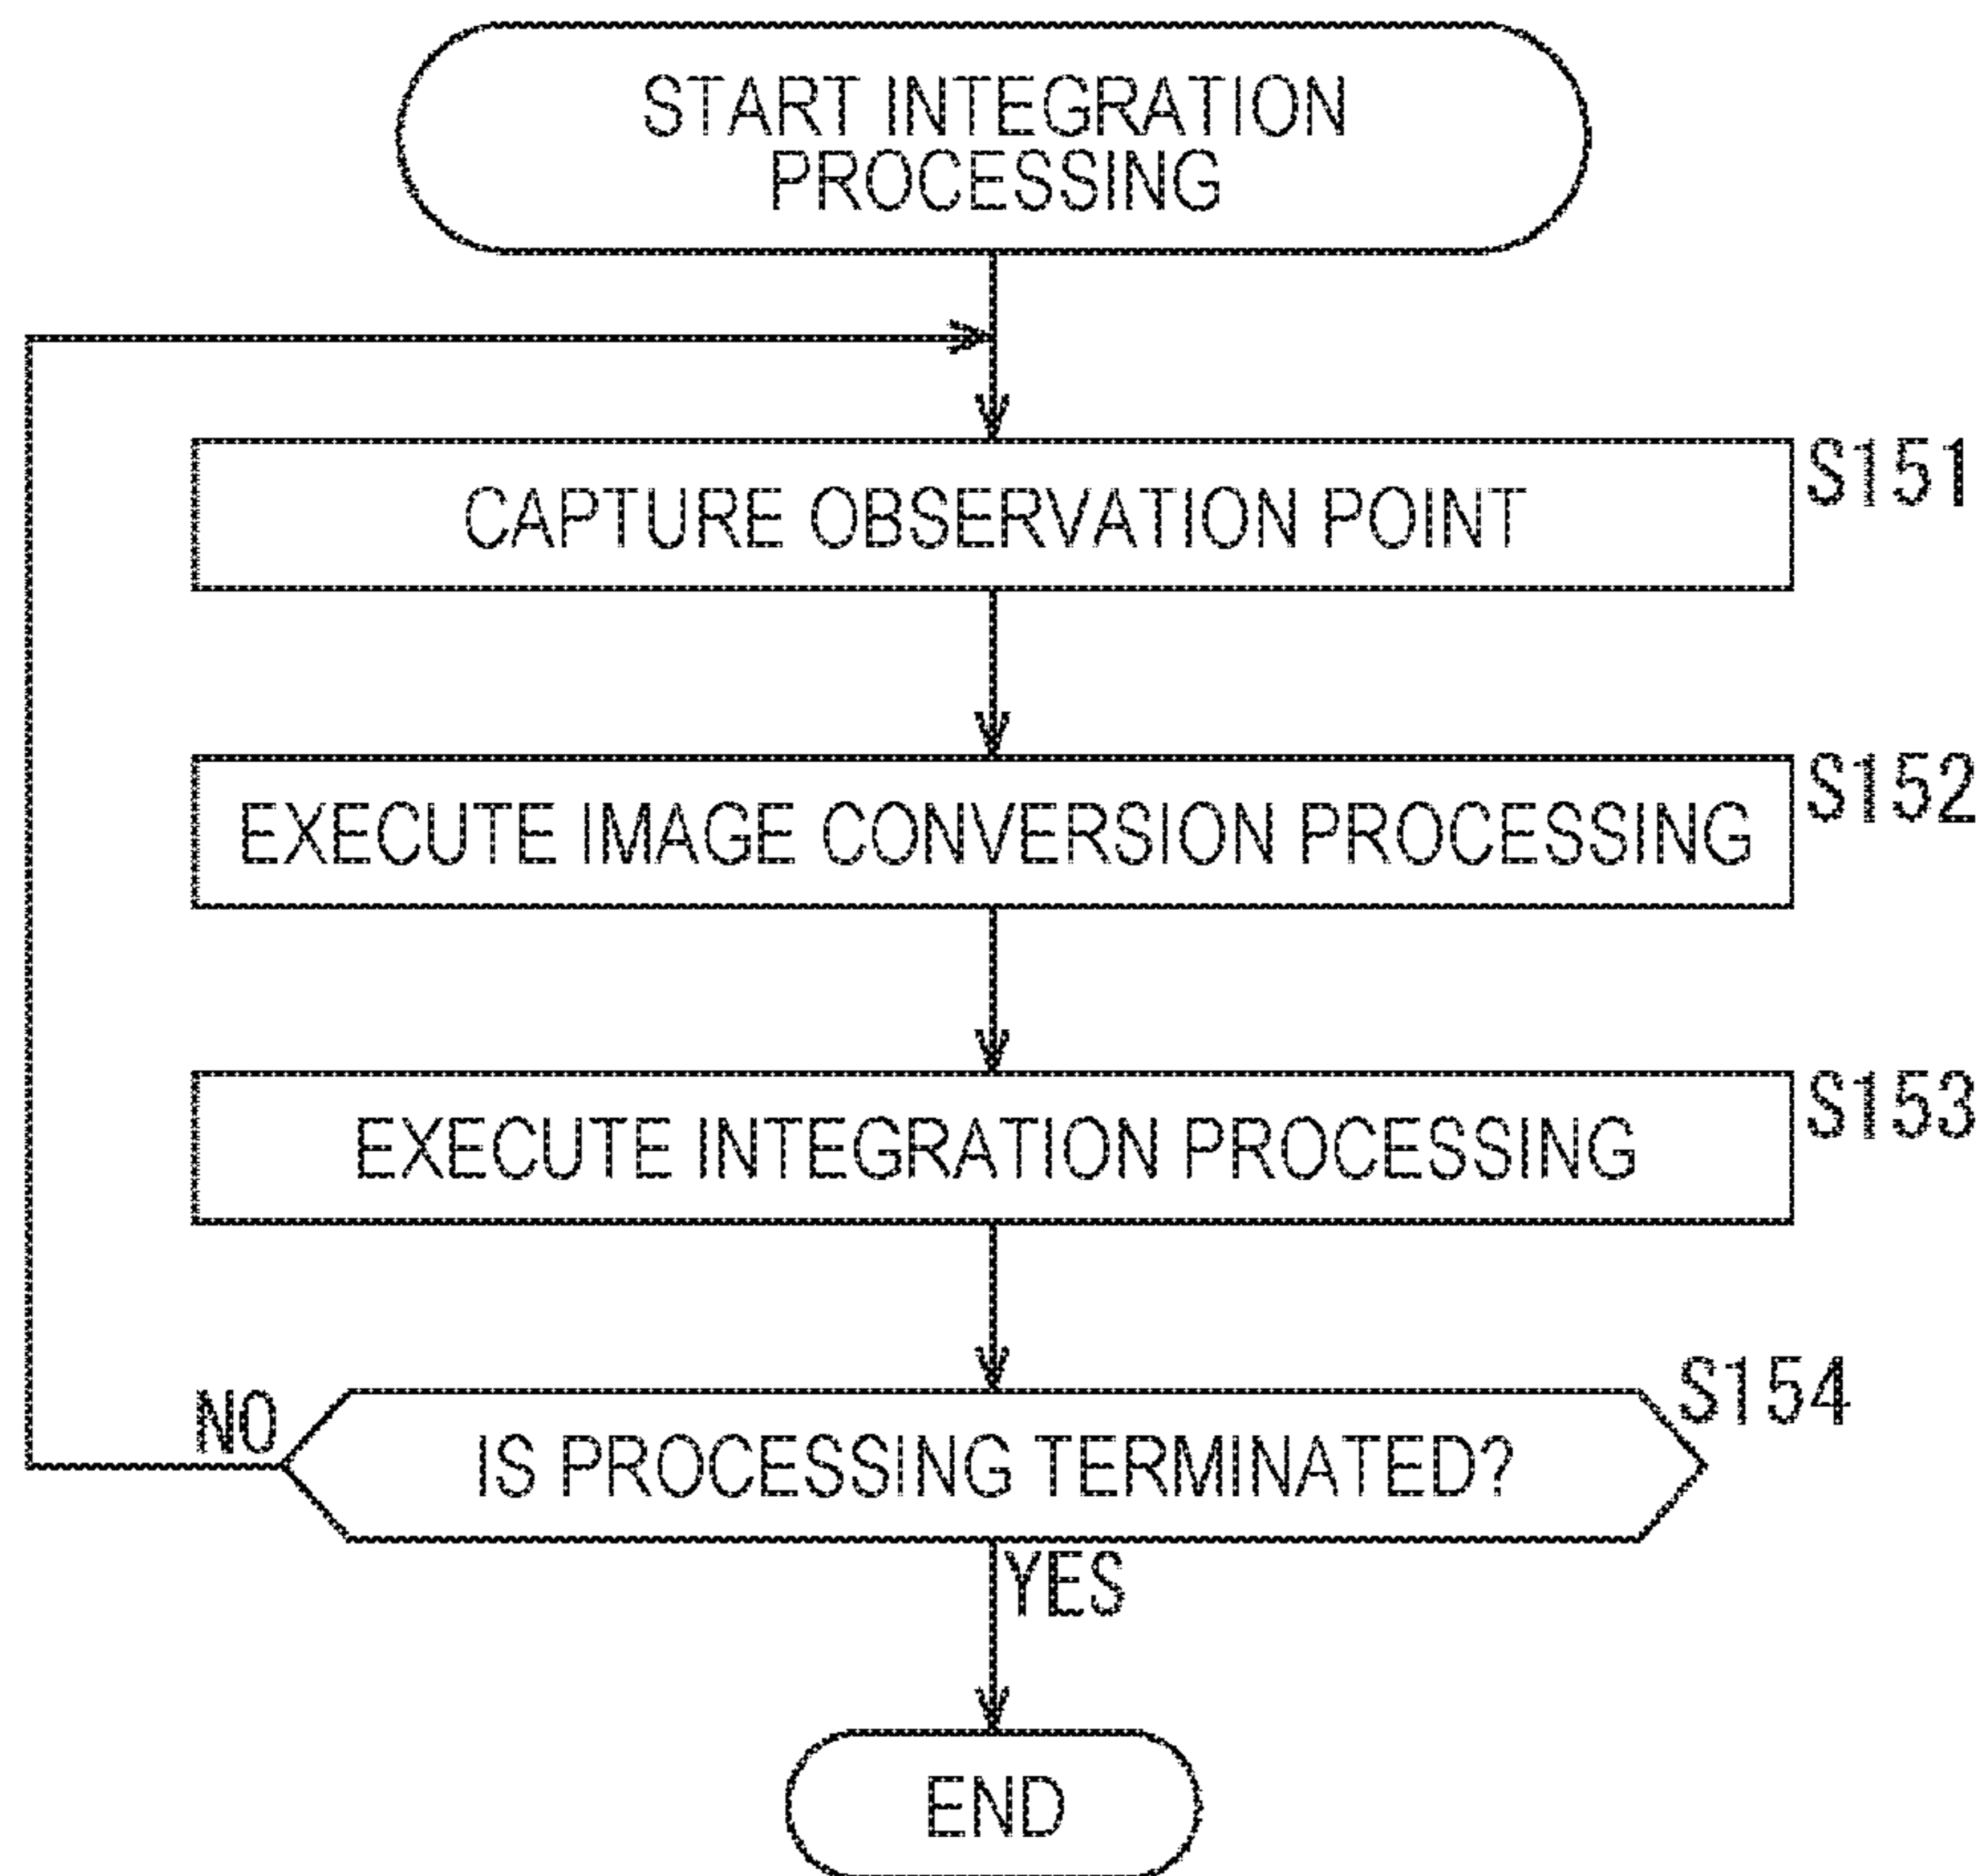 START INTEGRATION
PROCESSING
S151
CAPTURE OBSERVATION POINT
S152
EXECUTE IMAGE CONVERSION PROCESSING
S153
EXECUTE INTEGRATION PROCESSING
S154
NO
IS PROCESSING TERMINATED?
YES
END